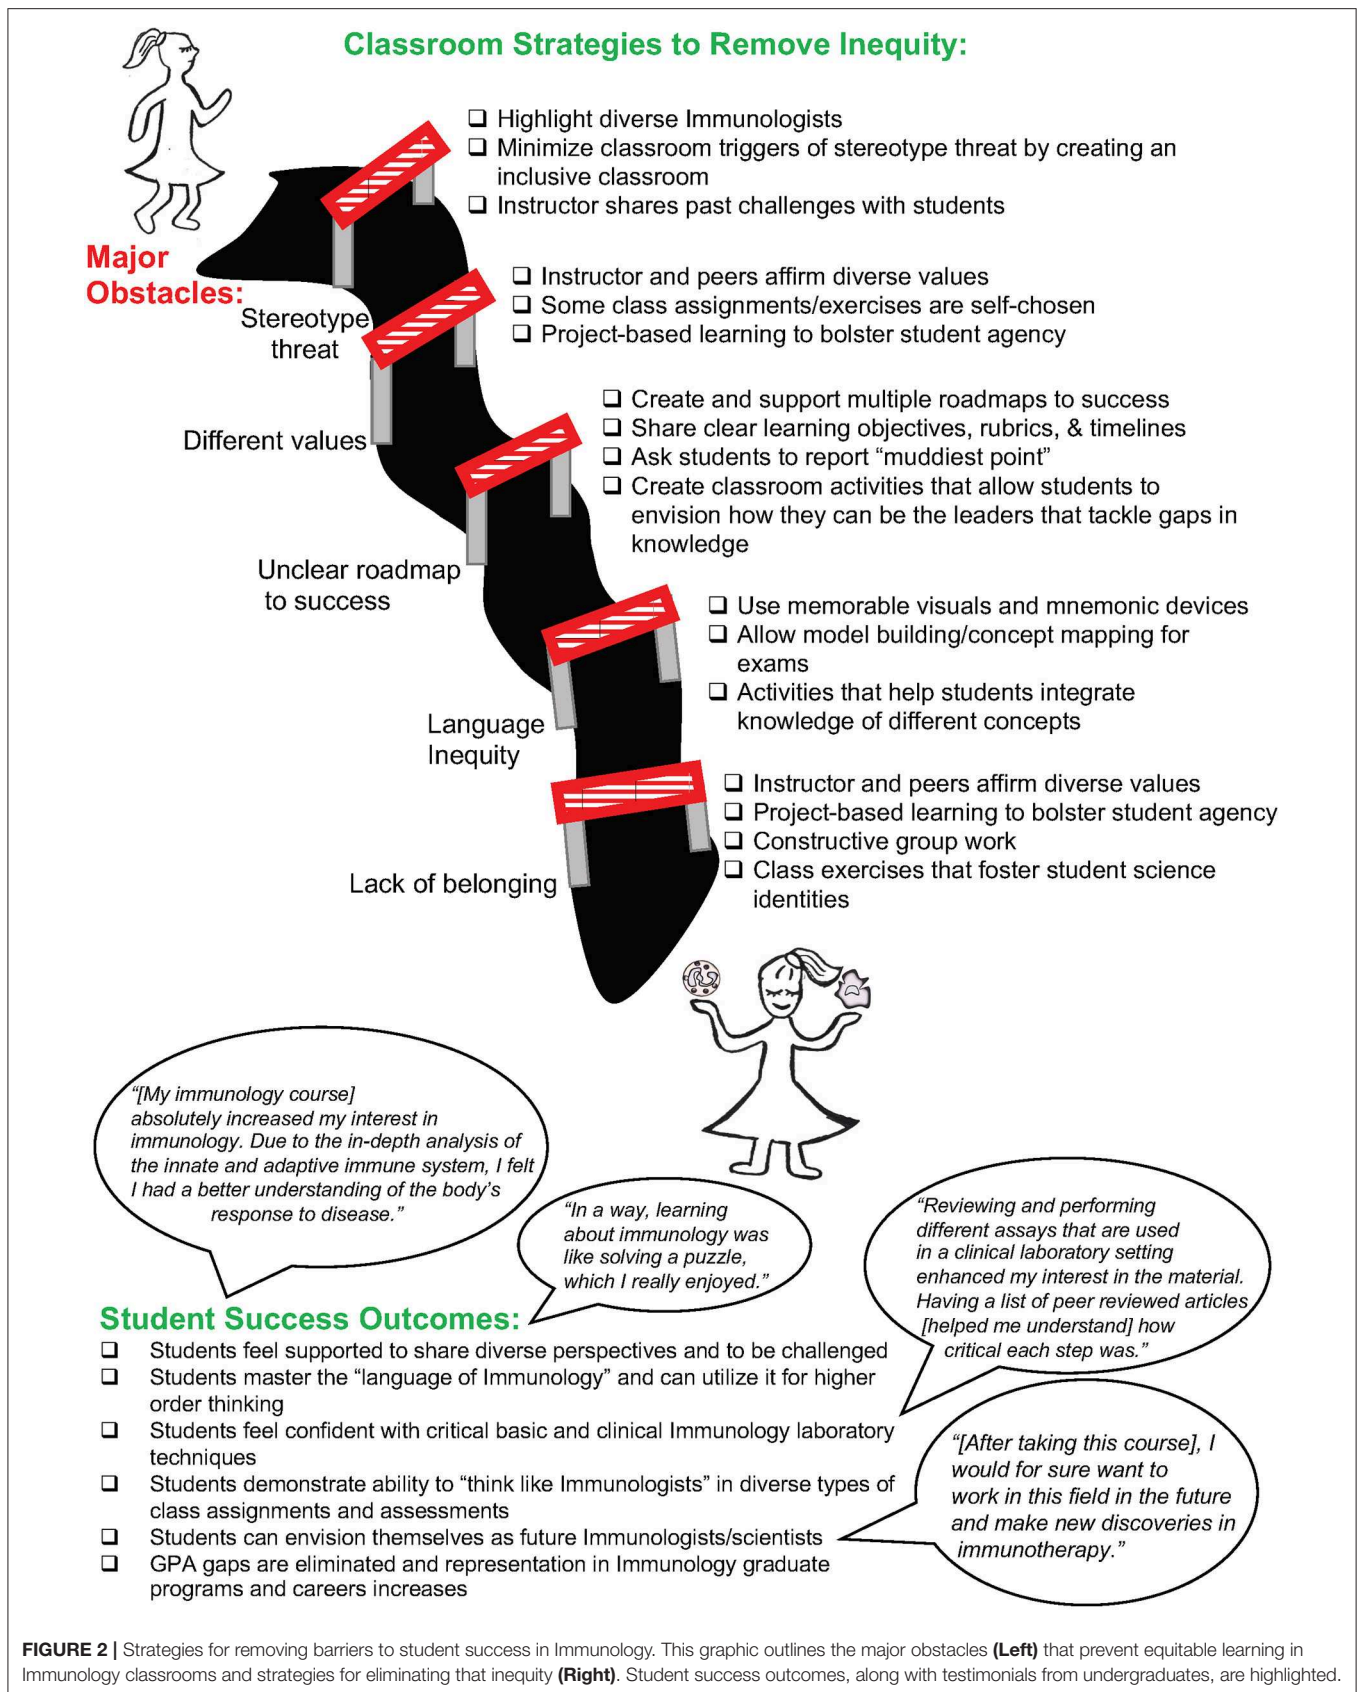 Classroom Strategies to Remove Inequity:
❑ Highlight diverse Immunologists
❑ Minimize classroom triggers of stereotype threat by creating an
inclusive classroom
❑ Instructor shares past challenges with students
Major
Obstacles:
Stereotype
threat
❑ Instructor and peers affirm diverse values
❑ Some class assignments/exercises are self-chosen
❑ Project-based learning to bolster student agency
Different values
❑ Create and support multiple roadmaps to success
❑ Share clear learning objectives, rubrics, & timelines
❑ Ask students to report “muddiest point”
❑ Create classroom activities that allow students to
envision how they can be the leaders that tackle gaps in
knowledge
Unclear roadmap
to success
❑ Use memorable visuals and mnemonic devices
❑ Allow model building/concept mapping for
exams
❑ Activities that help students integrate
knowledge of different concepts
Language
Inequity
❑ Instructor and peers affirm diverse values
❑ Project-based learning to bolster student agency
❑ Constructive group work
❑ Class exercises that foster student science
identities
Lack of belonging
“[My immunology course]
absolutely increased my interest in
immunology. Due to the in-depth analysis of
the innate and adaptive immune system, I felt
I had a better understanding of the body’s
response to disease.”
“In a way, learning
about immunology was
like solving a puzzle,
which I really enjoyed.”
“Reviewing and performing
different assays that are used
in a clinical laboratory setting
enhanced my interest in the material.
Having a list of peer reviewed articles
[helped me understand] how
critical each step was.”
Student Success Outcomes:
❑ Students feel supported to share diverse perspectives and to be challenged
❑ Students master the “language of Immunology” and can utilize it for higher
order thinking
❑ Students feel confident with critical basic and clinical Immunology laboratory
techniques
❑ Students demonstrate ability to “think like Immunologists” in diverse types of
class assignments and assessments
❑ Students can envision themselves as future Immunologists/scientists
❑ GPA gaps are eliminated and representation in Immunology graduate
programs and careers increases
“[After taking this course], I
would for sure want to
work in this field in the future
and make new discoveries in
immunotherapy.”
FIGURE 2 | Strategies for removing barriers to student success in Immunology. This graphic outlines the major obstacles (Left) that prevent equitable learning in
Immunology classrooms and strategies for eliminating that inequity (Right). Student success outcomes, along with testimonials from undergraduates, are highlighted.